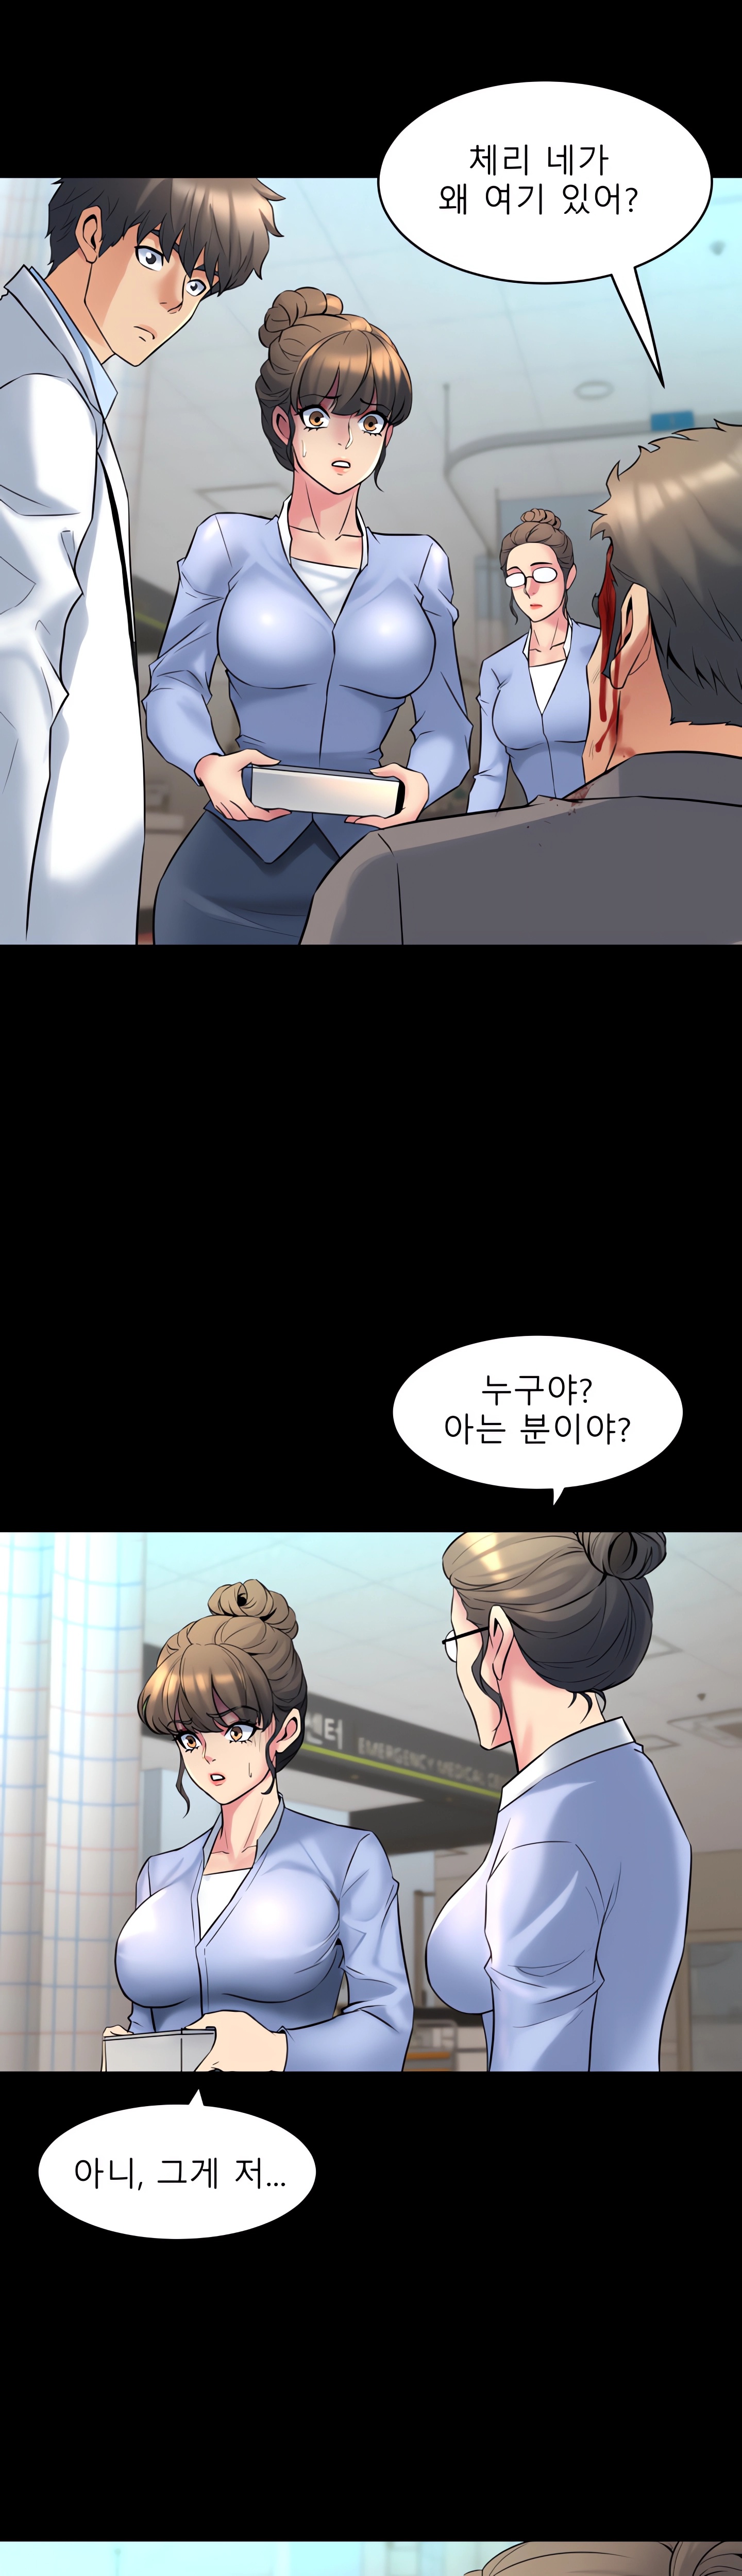 체리 네가
왜 여기 있어?
누구야?
아는 분이야?
센터 EMERGENCY MEDICAL CE
아니, 그게 저...